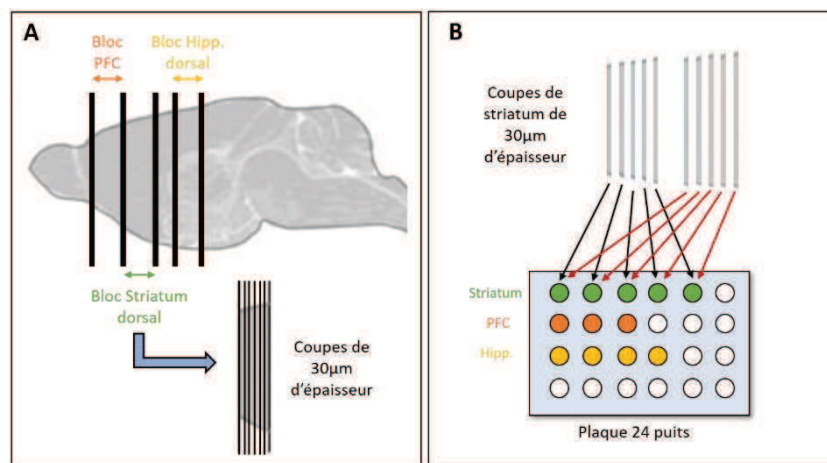 A
Bloc
PFC
Bloc Hipp.
dorsal
Bloc Striatum
dorsal
Coupes de
30µm
d'épaisseur
B
Coupes de
striatum de
30µm
d'épaisseur
Striatum
PFC
Hipp.
Plaque 24 puits